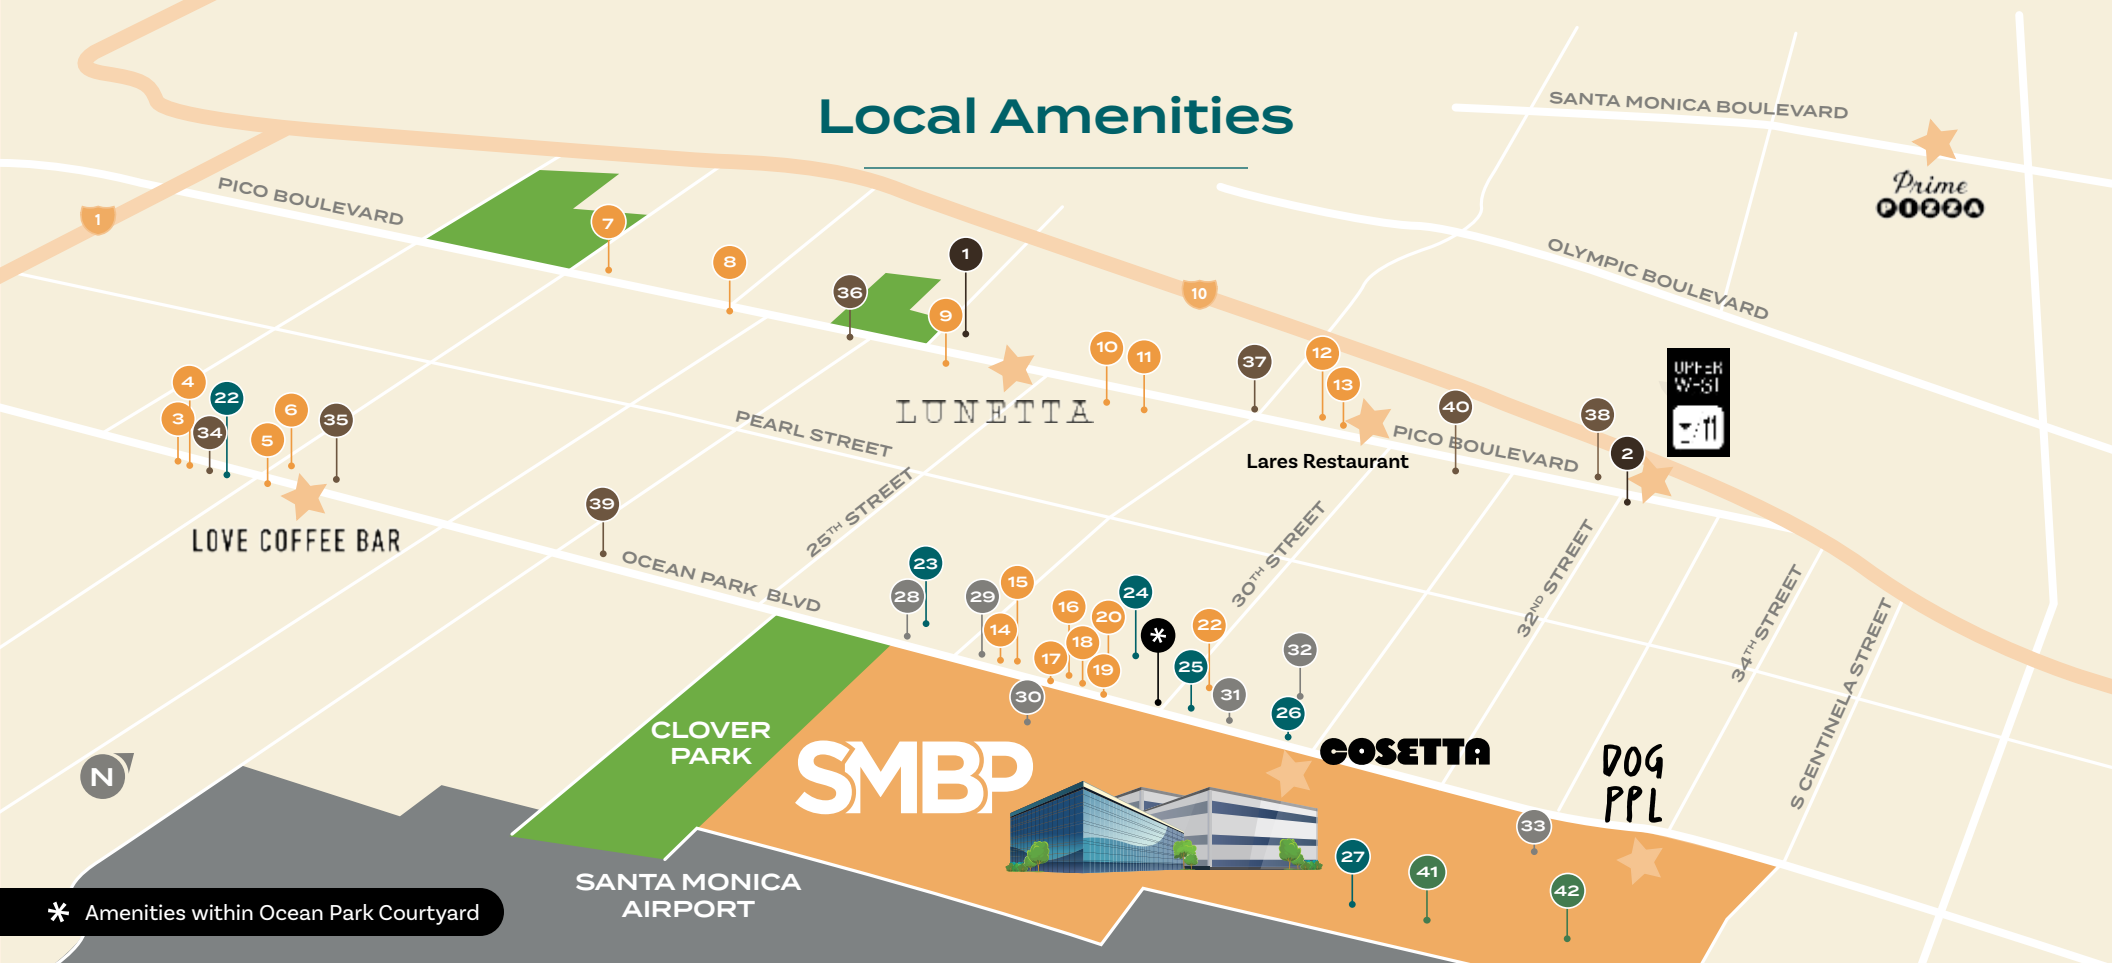 Local Amenities
SANTA MONICA BOULEVARD
Prime
PIZZA
PICO BOULEVARD
1
7
8
36
9
1
10
OLYMPIC BOULEVARD
10
11
37
12
13
40
38
2
UPPER
WEST
LUNETTA
PICO BOULEVARD
Lares Restaurant
4
3
34
22
5
6
35
LOVE COFFEE BAR
PEARL STREET
25TH STREET
39
OCEAN PARK BLVD
30TH STREET
32ND STREET
34TH STREET
S CENTINELA STREET
23
28
29
15
14
16
20
24
*
22
18
17
19
25
30
31
32
26
CLOVER
PARK
SMBP
COSETTA
DOG
PPL
33
27
41
42
N
SANTA MONICA
AIRPORT
* Amenities within Ocean Park Courtyard